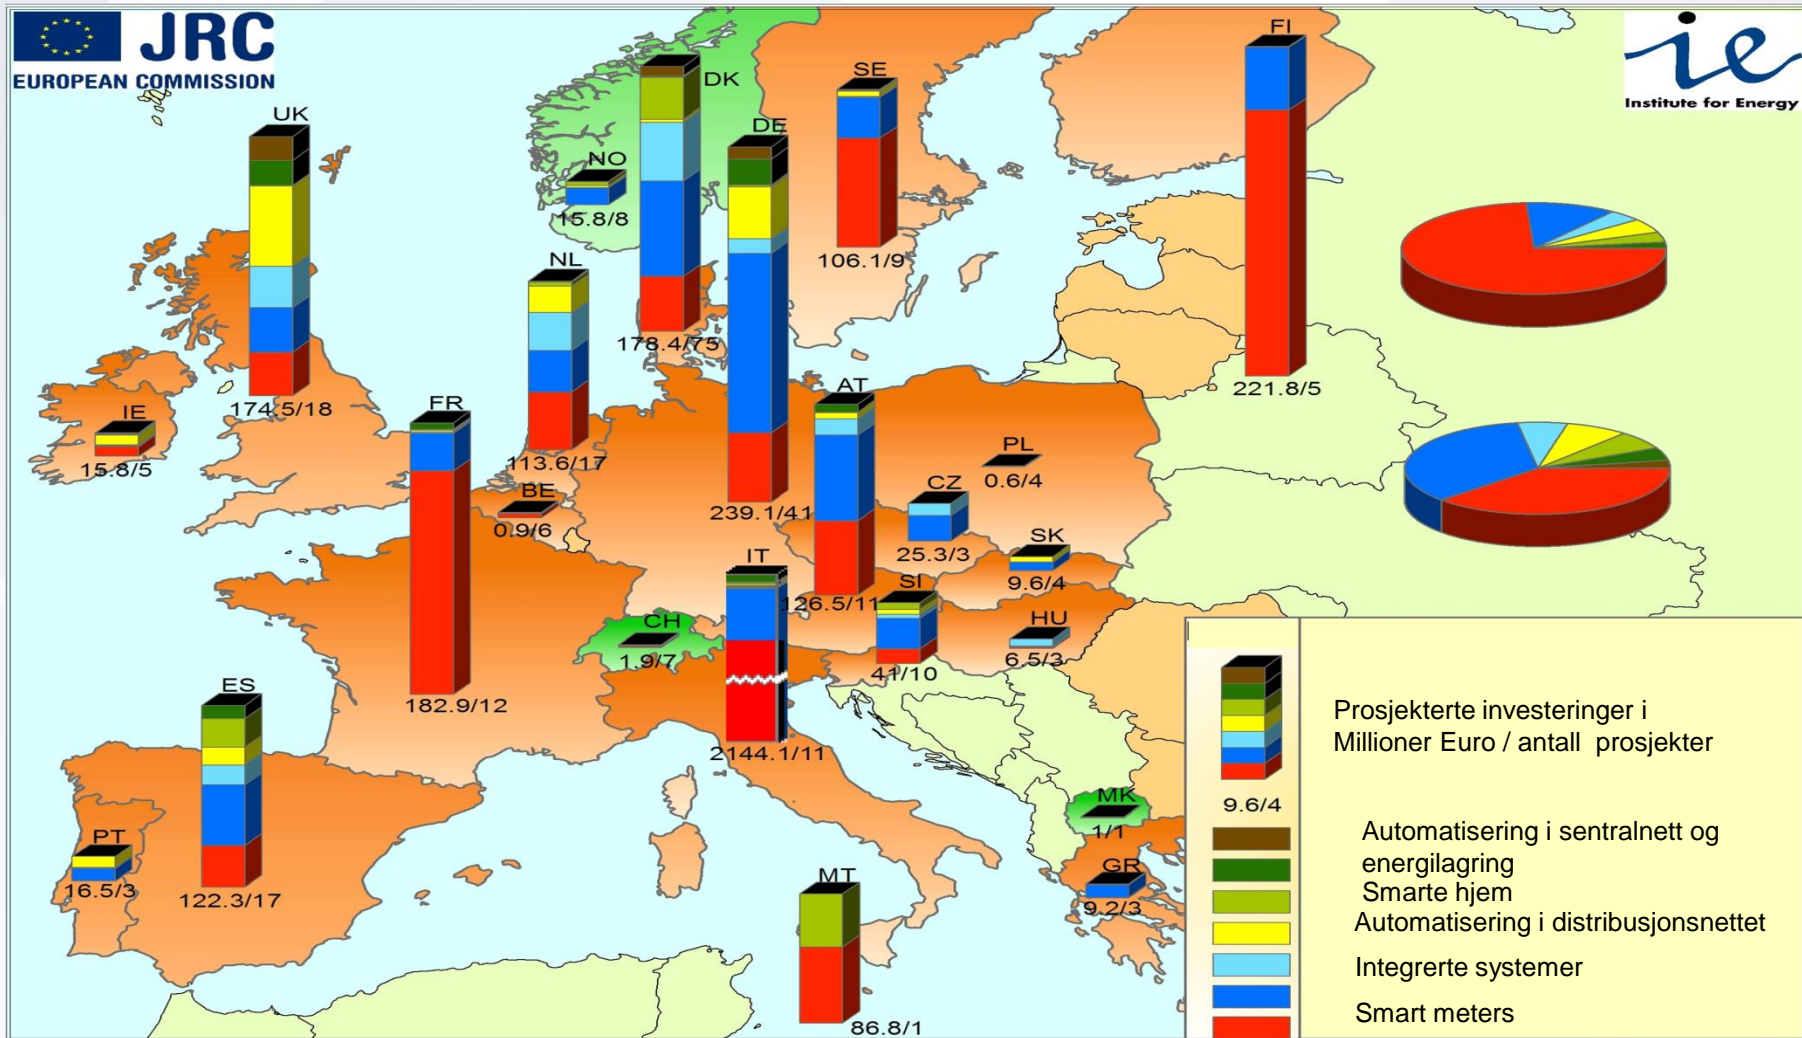 JRC
EUROPEAN COMMISSION
ie
Institute for Energy
FI
221.8/5
SE
106.1/9
DK
178.4/75
UK
174.5/18
DE
239.1/41
NO
15.8/8
NL
113.6/17
AT
126.5/11
IE
15.8/5
FR
182.9/12
PL
0.6/4
BE
0.9/6
CZ
25.3/3
SK
9.6/4
IT
2144.1/11
SI
41/10
CH
1.9/7
HU
6.5/3
ES
122.3/17
PT
16.5/3
MT
86.8/1
MK
1/1
GR
9.2/3
Prosjekterte investeringer i
Millioner Euro / antall prosjekter
9.6/4
Automatisering i sentralnett og
energilagring
Smarte hjem
Automatisering i distribusjonsnettet
Integrerte systemer
Smart meters